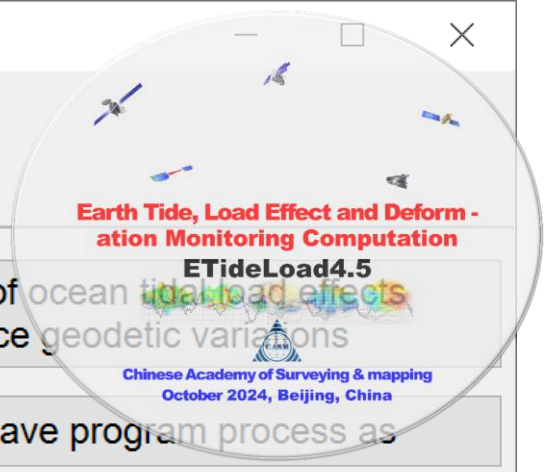 Earth Tide, Load Effect and Deform -
ation Monitoring Computation
ETideLoad4.5
of ocean tidal load effects
ce geodetic variations
CASM
Chinese Academy of Surveying & mapping
October 2024, Beijing, China
ave program process as